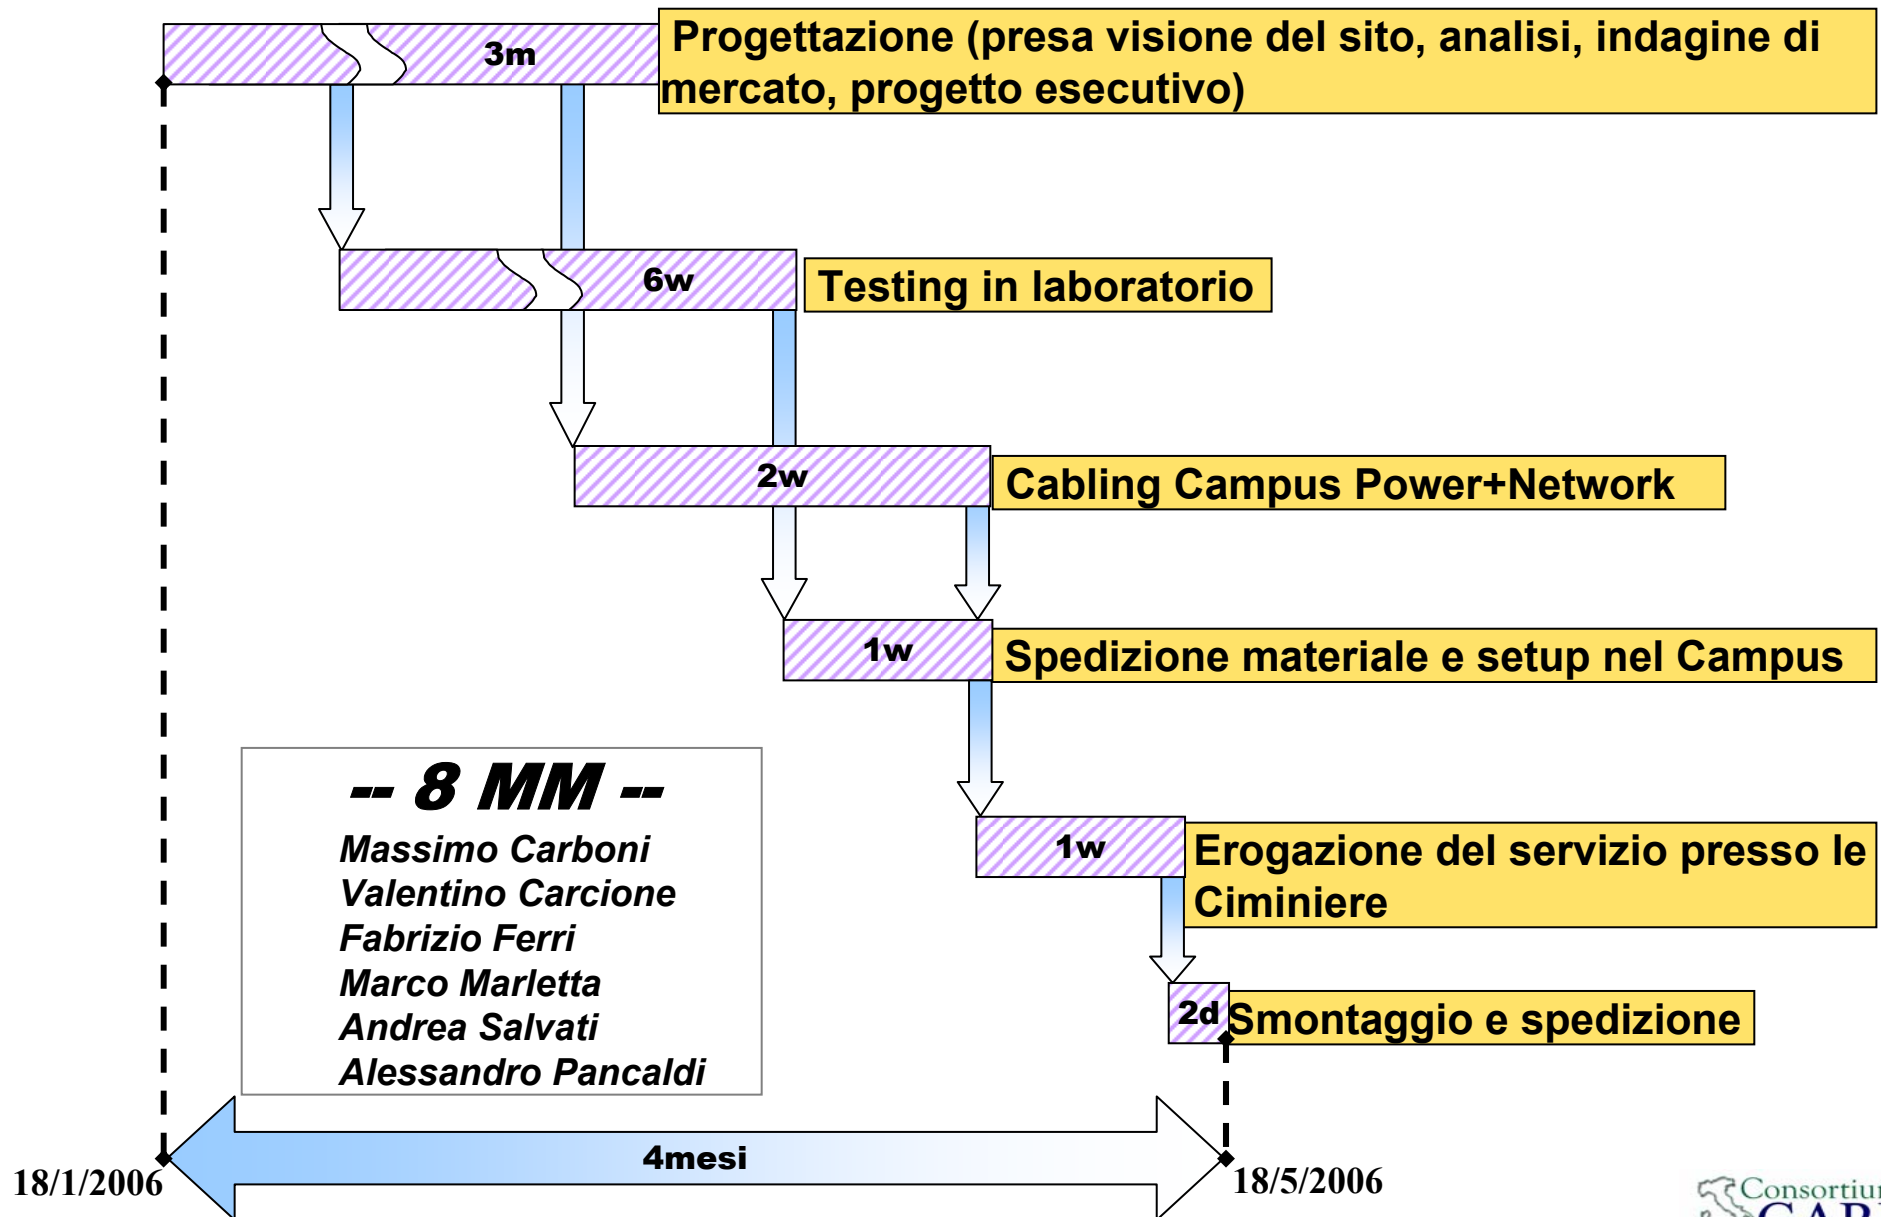 3m
Progettazione (presa visione del sito, analisi, indagine di
mercato, progetto esecutivo)
6w
Testing in laboratorio
2w
Cabling Campus Power+Network
1w
Spedizione materiale e setup nel Campus
-- 8 MM --
Massimo Carboni
Valentino Carcione
Fabrizio Ferri
Marco Marletta
Andrea Salvati
Alessandro Pancaldi
1w
Erogazione del servizio presso le
Ciminiere
2d
Smontaggio e spedizione
4mesi
18/1/2006
18/5/2006